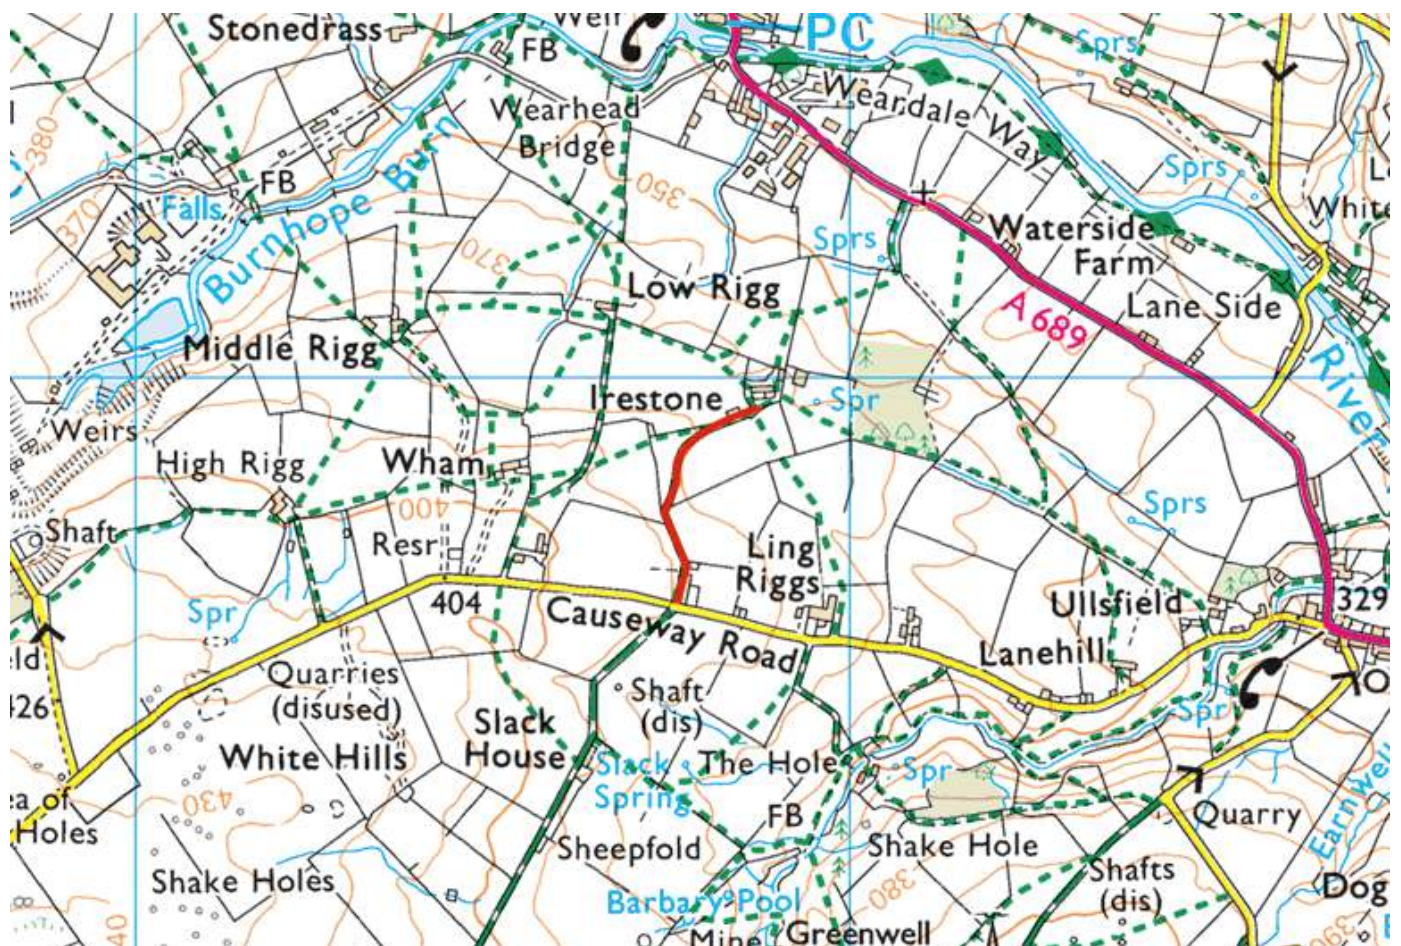 Stonedrass
Weir
PC
FB
Sprs
380
Wearhead
Bridge
Weardale Way
Burnhope Burn
FB
Falls
350
Sprs
370
White
Waterside
Farm
Sprs
370
Low Rigg
A 689
Lane Side
Middle Rigg
River
Irestone
Spr
Weirs
High Rigg
Wham
400
Sprs
Shaft
Resr
Ling
Riggs
404
Ullsfield
329
Spr
Causeway Road
Lanehill
Quarries
(disused)
Shaft
(dis)
Spr
426
Slack
House
White Hills
Slack
Spring
The Hole
Spr
430
Holes
FB
Quarry
Earnwell
Sheepfold
Shake Hole
Shake Holes
380
Shafts
(dis)
Dog
Barbary Pool
Mine
Greenwell